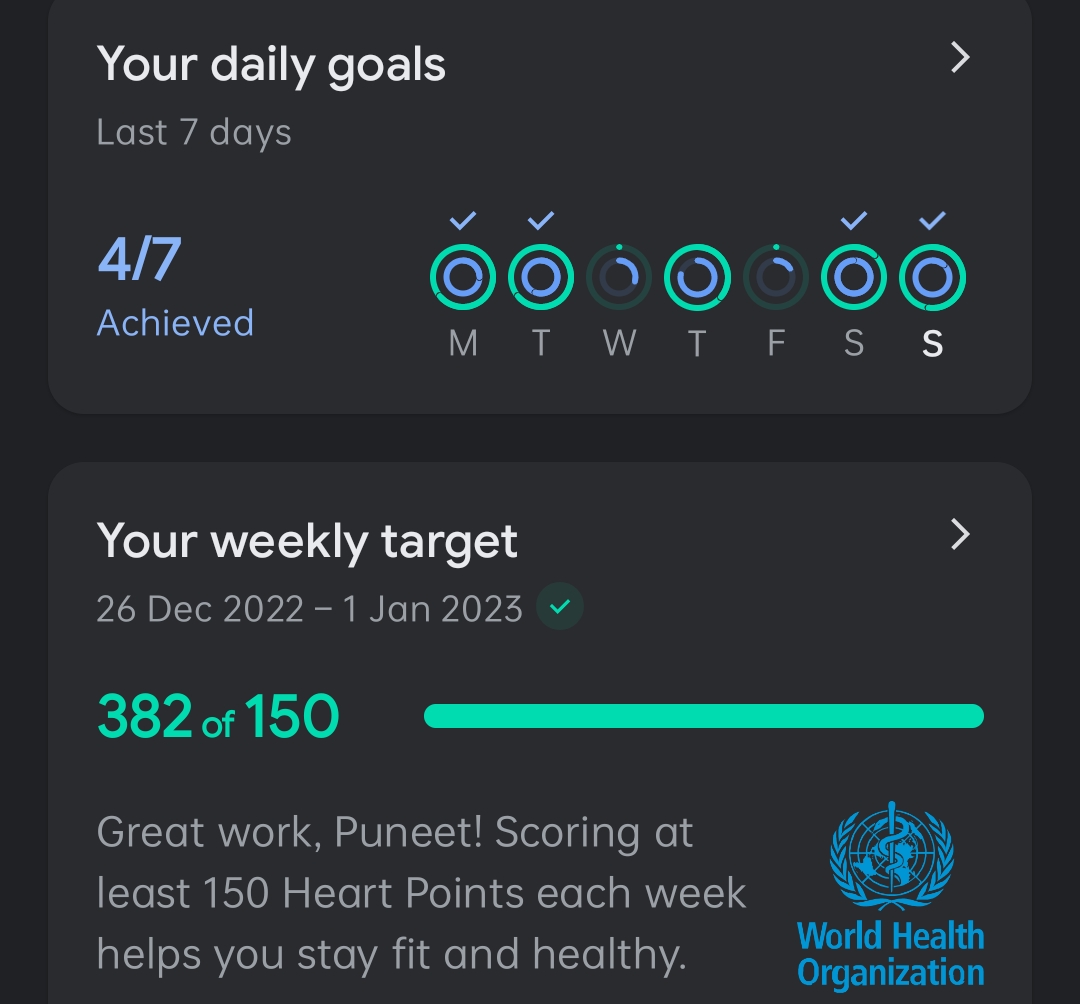 Your daily goals
Last 7 days
4/7
Achieved
M T W T F S S
Your weekly target
26 Dec 2022 – 1 Jan 2023
382 of 150
Great work, Puneet! Scoring at
least 150 Heart Points each week
helps you stay fit and healthy.
World Health
Organization